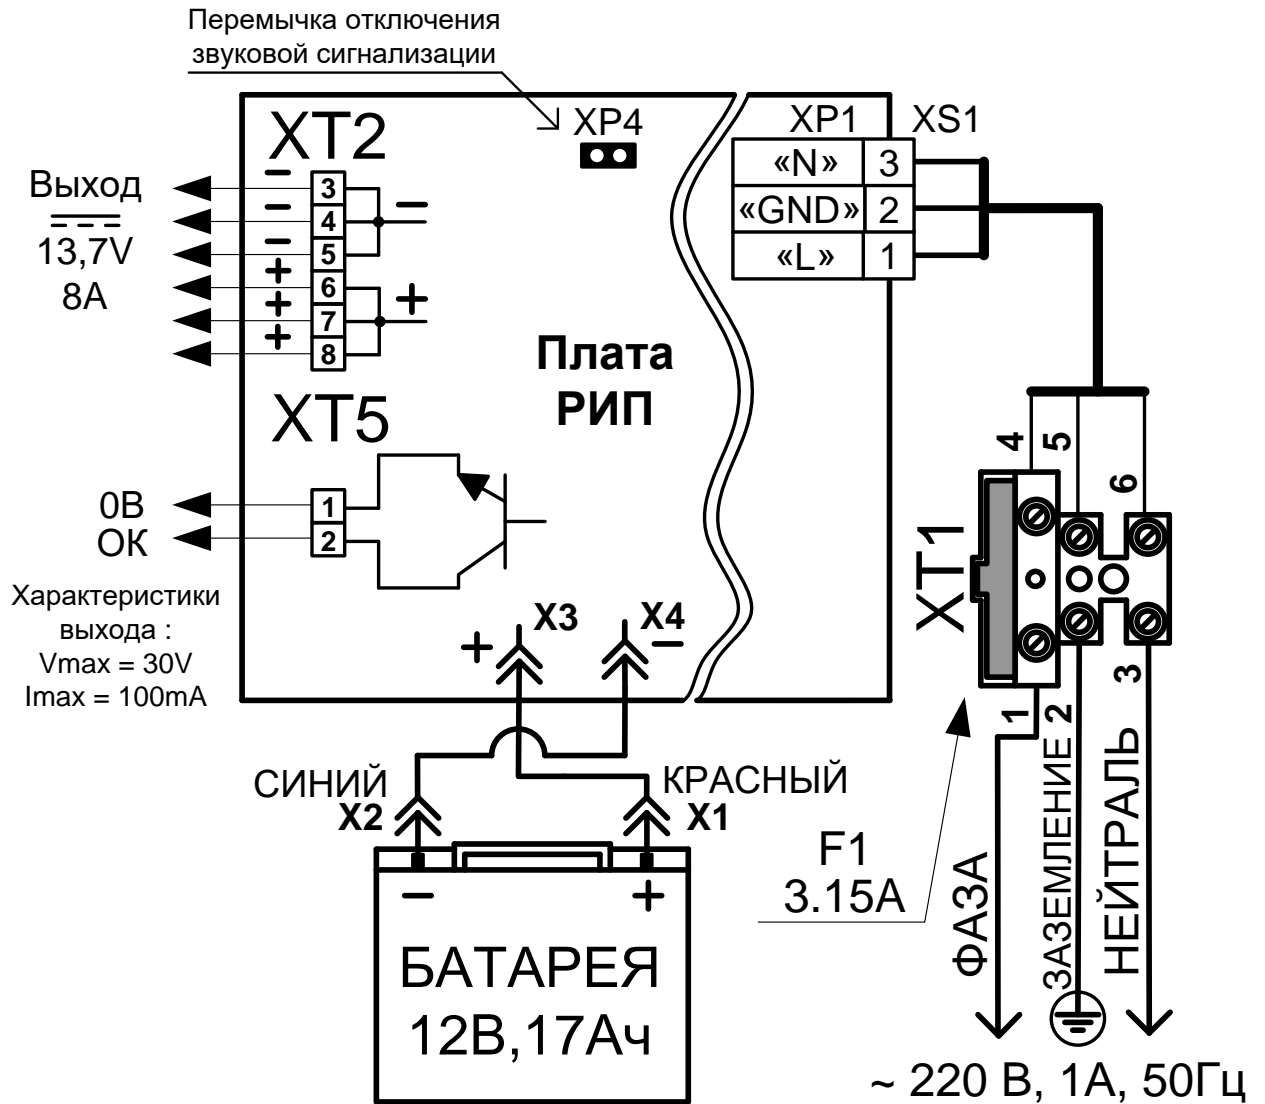 Перемычка отключения
звуковой сигнализации
XP4
XT2
XP1
XS1
«N» 3
«GND» 2
«L» 1
Выход
13,7V
8A
− 3
− 4 −
− 5
+ 6
+ 7 +
+ 8
Плата
РИП
XT5
0В 1
ОК 2
Характеристики
выхода :
Vmax = 30V
Imax = 100mA
+ X3
X4 −
4 5 6
XT1
1 2 3
F1
3.15A
ФАЗА
ЗАЗЕМЛЕНИЕ
НЕЙТРАЛЬ
~ 220 В, 1А, 50Гц
СИНИЙ
X2
КРАСНЫЙ
X1
− +
БАТАРЕЯ
12В,17Ач